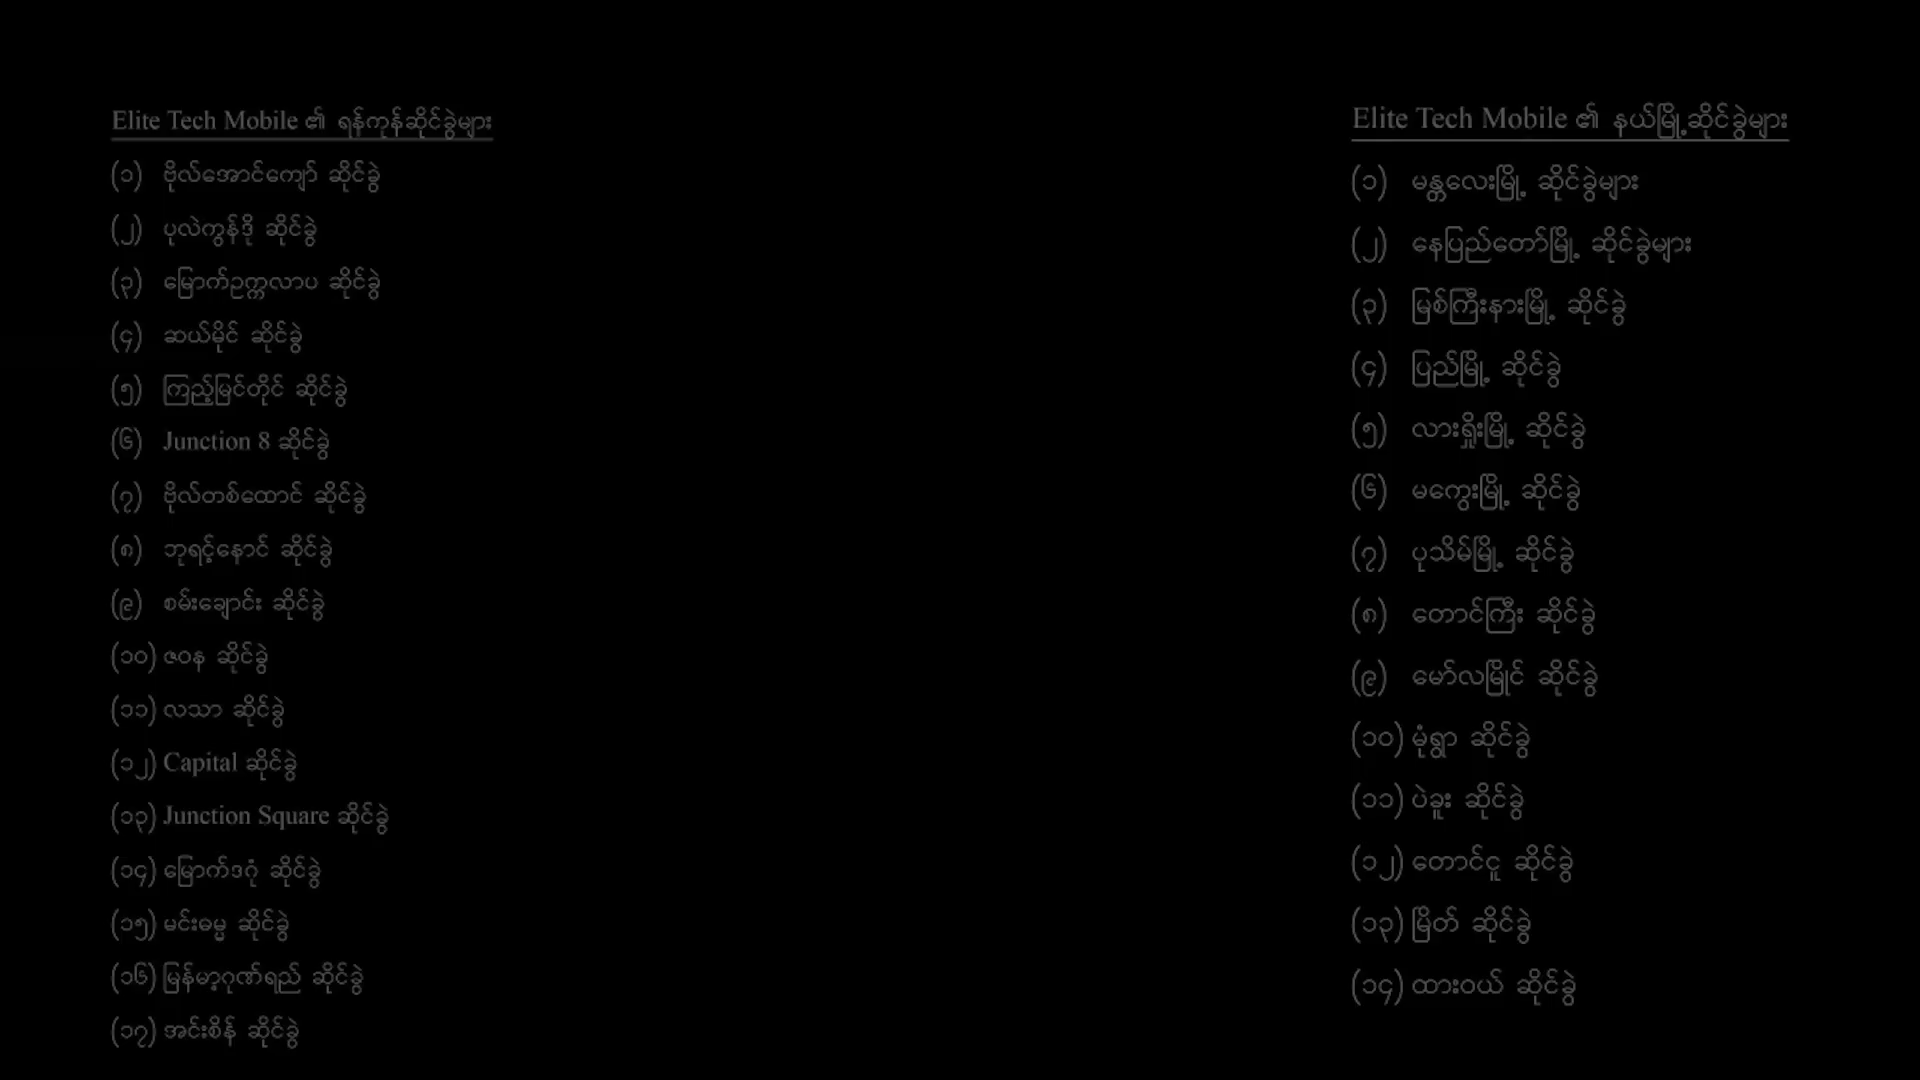 Elite Tech Mobile ၏ ရန်ကုန်ဆိုင်ခွဲများ
(၁) ဗိုလ်အောင်ကျော် ဆိုင်ခွဲ
(၂) ပုလဲကွန်ဒို ဆိုင်ခွဲ
(၃) မြောက်ဥက္ကလာပ ဆိုင်ခွဲ
(၄) ဆယ်မိုင် ဆိုင်ခွဲ
(၅) ကြည့်မြင်တိုင် ဆိုင်ခွဲ
(၆) Junction 8 ဆိုင်ခွဲ
(၇) ဗိုလ်တစ်ထောင် ဆိုင်ခွဲ
(၈) ဘုရင့်နောင် ဆိုင်ခွဲ
(၉) စမ်းချောင်း ဆိုင်ခွဲ
(၁၀) ဇဝန ဆိုင်ခွဲ
(၁၁) လသာ ဆိုင်ခွဲ
(၁၂) Capital ဆိုင်ခွဲ
(၁၃) Junction Square ဆိုင်ခွဲ
(၁၄) မြောက်ဒဂုံ ဆိုင်ခွဲ
(၁၅) မင်းဓမ္မ ဆိုင်ခွဲ
(၁၆) မြန်မာ့ဂုဏ်ရည် ဆိုင်ခွဲ
(၁၇) အင်းစိန် ဆိုင်ခွဲ
Elite Tech Mobile ၏ နယ်မြို့ဆိုင်ခွဲများ
(၁) မန္တလေးမြို့ ဆိုင်ခွဲများ
(၂) နေပြည်တော်မြို့ ဆိုင်ခွဲများ
(၃) မြစ်ကြီးနားမြို့ ဆိုင်ခွဲ
(၄) ပြည်မြို့ ဆိုင်ခွဲ
(၅) လားရှိုးမြို့ ဆိုင်ခွဲ
(၆) မကွေးမြို့ ဆိုင်ခွဲ
(၇) ပုသိမ်မြို့ ဆိုင်ခွဲ
(၈) တောင်ကြီး ဆိုင်ခွဲ
(၉) မော်လမြိုင် ဆိုင်ခွဲ
(၁၀) မုံရွာ ဆိုင်ခွဲ
(၁၁) ပဲခူး ဆိုင်ခွဲ
(၁၂) တောင်ငူ ဆိုင်ခွဲ
(၁၃) မြိတ် ဆိုင်ခွဲ
(၁၄) ထားဝယ် ဆိုင်ခွဲ